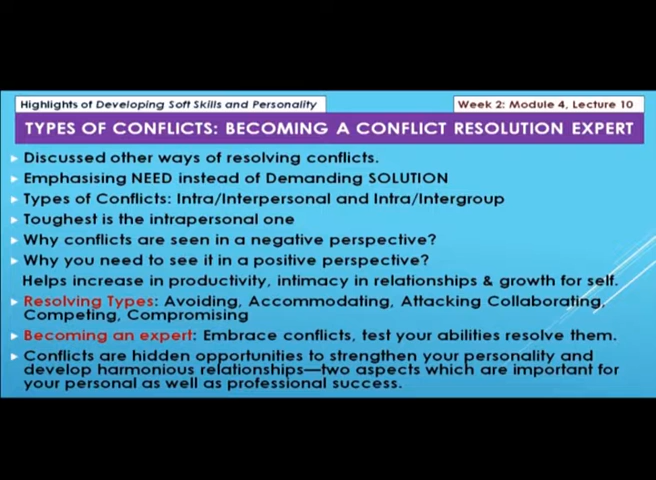 Highlights of Developing Soft Skills and Personality
Week 2: Module 4, Lecture 10
TYPES OF CONFLICTS: BECOMING A CONFLICT RESOLUTION EXPERT
Discussed other ways of resolving conflicts.
Emphasising NEED instead of Demanding SOLUTION
Types of Conflicts: Intra/Interpersonal and Intra/Intergroup
Toughest is the intrapersonal one
Why conflicts are seen in a negative perspective?
Why you need to see it in a positive perspective?
Helps increase in productivity, intimacy in relationships & growth for self.
Resolving Types: Avoiding, Accommodating, Attacking Collaborating,
Competing, Compromising
Becoming an expert: Embrace conflicts, test your abilities resolve them.
Conflicts are hidden opportunities to strengthen your personality and
develop harmonious relationships—two aspects which are important for
your personal as well as professional success.